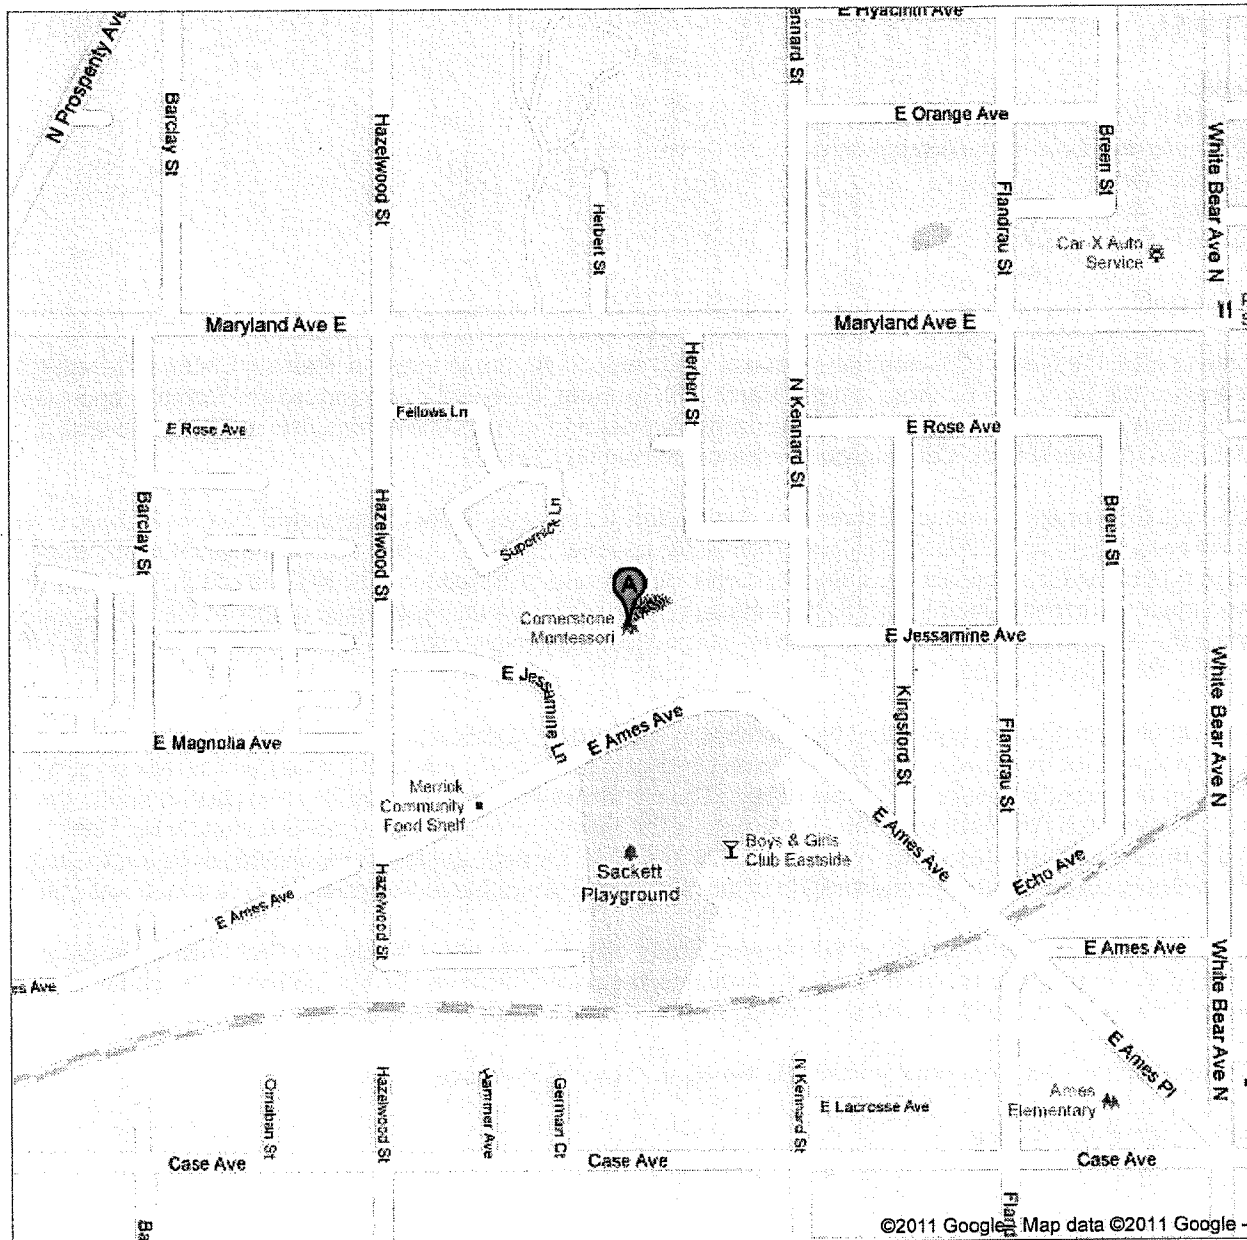 E Hyacinth Ave
N Prosperity Ave
Barclay St
Hazelwood St
ennard St
E Orange Ave
Breen St
White Bear Ave N
Herbert St
Flandrau St
Car-X Auto
Service
Maryland Ave E
Maryland Ave E
Herbert St
N Kennard St
Fellows Ln
E Rose Ave
E Rose Ave
Barclay St
Hazelwood St
Supornick Ln
Breen St
A
Cornerstone
Montessori
E Jessamine Ave
E Jessamine Ln
White Bear Ave N
Kingsford St
Flandrau St
E Ames Ave
E Magnolia Ave
Merrick
Community
Food Shelf
Boys & Girls
Club Eastside
E Ames Ave
Echo Ave
Sackett
Playground
Hazelwood St
E Ames Ave
E Ames Ave
White Bear Ave N
es Ave
E Ames Pl
Hazelwood St
Hammer Ave
German Ct
N Kennard St
E Lacrosse Ave
Ames
Elementary
Case Ave
Case Ave
Case Ave
Ba
Fland
©2011 Google - Map data ©2011 Google -